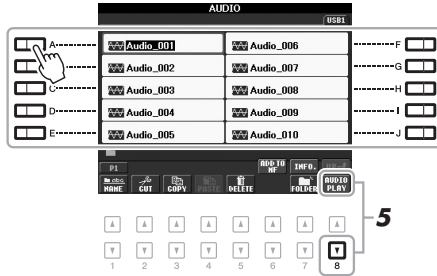 AUDIO
USB1
A
Audio_001
Audio_006
F
Audio_002
Audio_007
G
C
Audio_003
Audio_008
H
D
Audio_004
Audio_009
I
E
Audio_005
Audio_010
J
P1
ADD TO MF
INFO.
abc NAME
CUT
COPY
PASTE
DELETE
FOLDER
AUDIO PLAY
5
1 2 3 4 5 6 7 8